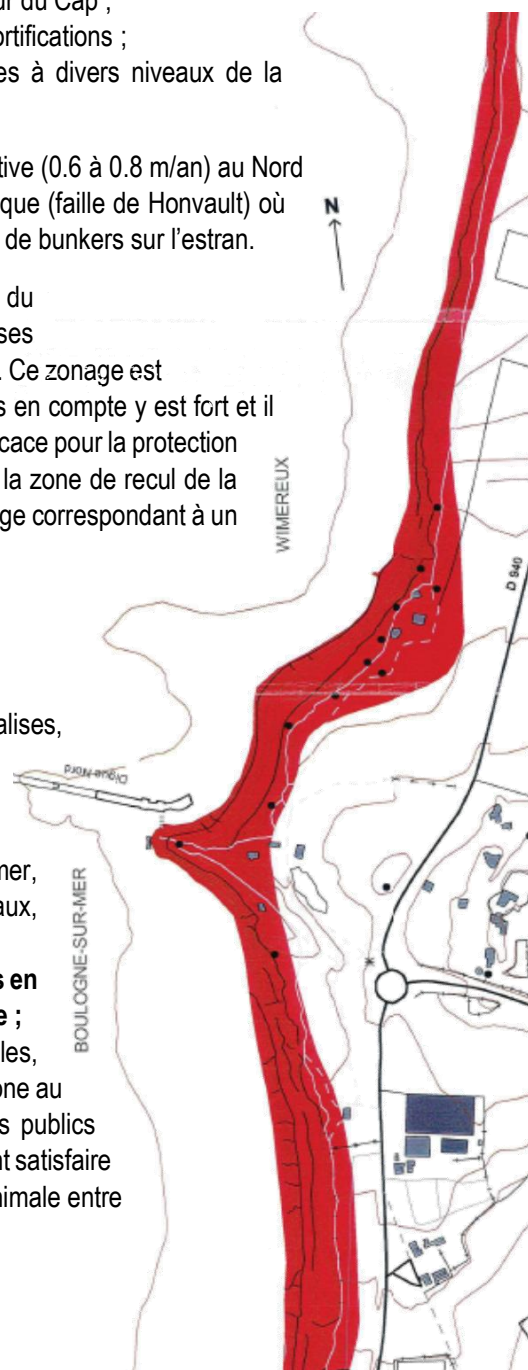 ur du Cap ;
ortifications ;
es à divers niveaux de la
tive (0.6 à 0.8 m/an) au Nord
que (faille de Honvault) où
de bunkers sur l’estran.
du
ses
. Ce zonage est
s en compte y est fort et il
cace pour la protection
la zone de recul de la
ge correspondant à un
alises,
mer,
aux,
s en
e ;
les,
one au
s publics
nt satisfaire
nimale entre
N
WIMEREUX
D 940
Digue Nord
BOULOGNE-SUR-MER